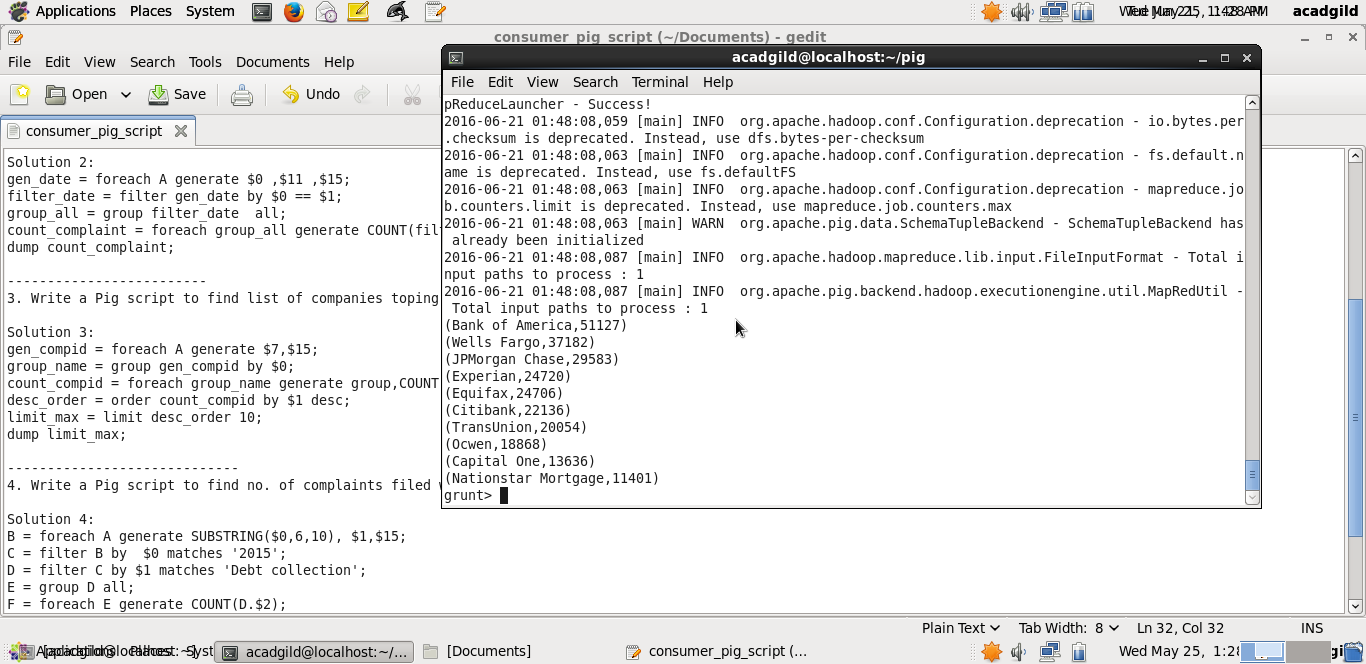 Applications Places System
acadgild
consumer_pig_script (~/Documents) - gedit
File Edit View Search Tools Documents Help
Open Save Undo
consumer_pig_script
Solution 2:
gen_date = foreach A generate $0 ,$11 ,$15;
filter_date = filter gen_date by $0 == $1;
group_all = group filter_date  all;
count_complaint = foreach group_all generate COUNT(fil
dump count_complaint;
-------------------------
3. Write a Pig script to find list of companies toping
Solution 3:
gen_compid = foreach A generate $7,$15;
group_name = group gen_compid by $0;
count_compid = foreach group_name generate group,COUNT
desc_order = order count_compid by $1 desc;
limit_max = limit desc_order 10;
dump limit_max;
-----------------------------
4. Write a Pig script to find no. of complaints filed
Solution 4:
B = foreach A generate SUBSTRING($0,6,10), $1,$15;
C = filter B by  $0 matches '2015';
D = filter C by $1 matches 'Debt collection';
E = group D all;
F = foreach E generate COUNT(D.$2);
acadgild@localhost:~/pig
File Edit View Search Terminal Help
pReduceLauncher - Success!
2016-06-21 01:48:08,059 [main] INFO  org.apache.hadoop.conf.Configuration.deprecation - io.bytes.per
.checksum is deprecated. Instead, use dfs.bytes-per-checksum
2016-06-21 01:48:08,063 [main] INFO  org.apache.hadoop.conf.Configuration.deprecation - fs.default.n
ame is deprecated. Instead, use fs.defaultFS
2016-06-21 01:48:08,063 [main] INFO  org.apache.hadoop.conf.Configuration.deprecation - mapreduce.jo
b.counters.limit is deprecated. Instead, use mapreduce.job.counters.max
2016-06-21 01:48:08,063 [main] WARN  org.apache.pig.data.SchemaTupleBackend - SchemaTupleBackend has
already been initialized
2016-06-21 01:48:08,087 [main] INFO  org.apache.hadoop.mapreduce.lib.input.FileInputFormat - Total i
nput paths to process : 1
2016-06-21 01:48:08,087 [main] INFO  org.apache.pig.backend.hadoop.executionengine.util.MapRedUtil -
Total input paths to process : 1
(Bank of America,51127)
(Wells Fargo,37182)
(JPMorgan Chase,29583)
(Experian,24720)
(Equifax,24706)
(Citibank,22136)
(TransUnion,20054)
(Ocwen,18868)
(Capital One,13636)
(Nationstar Mortgage,11401)
grunt>
Plain Text Tab Width: 8 Ln 32, Col 32 INS
acadgild@localhost:~/... [Documents] consumer_pig_script (... Wed May 25,